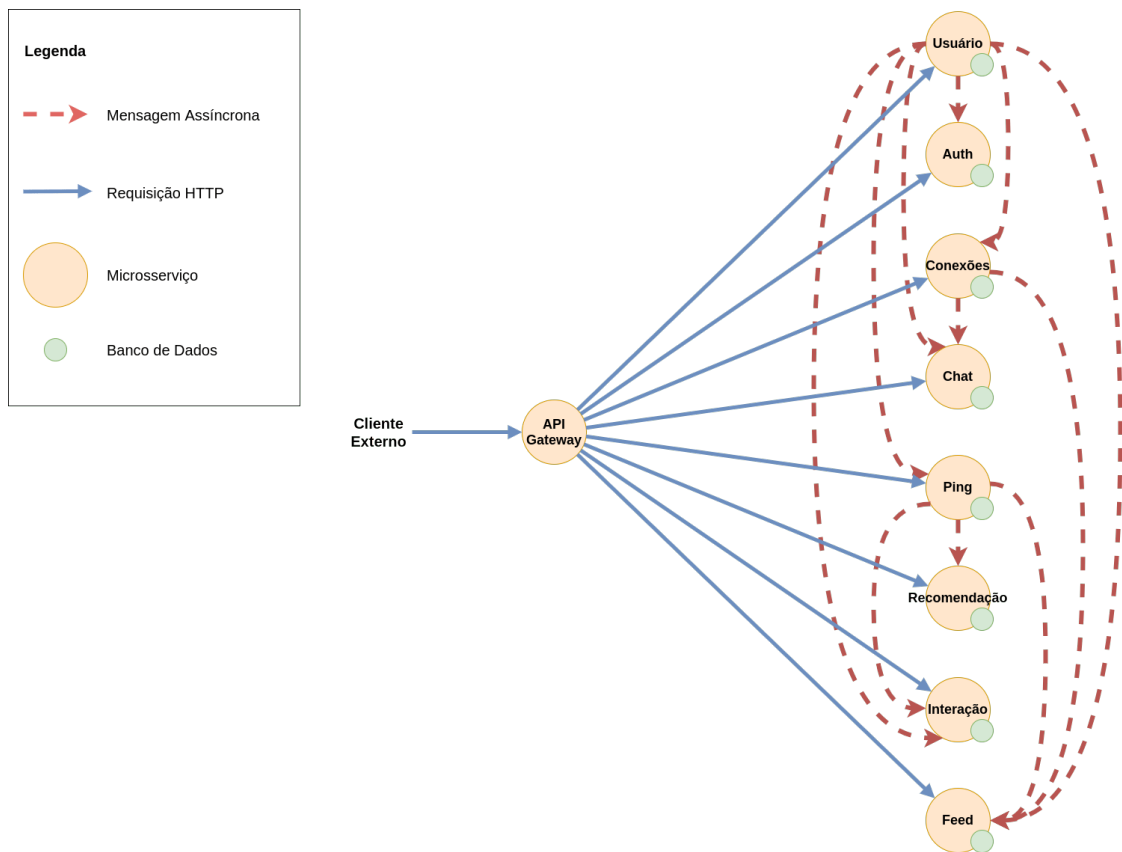 Legenda
Mensagem Assíncrona
Requisição HTTP
Microsserviço
Banco de Dados
Cliente
Externo
API
Gateway
Usuário
Auth
Conexões
Chat
Ping
Recomendação
Interação
Feed